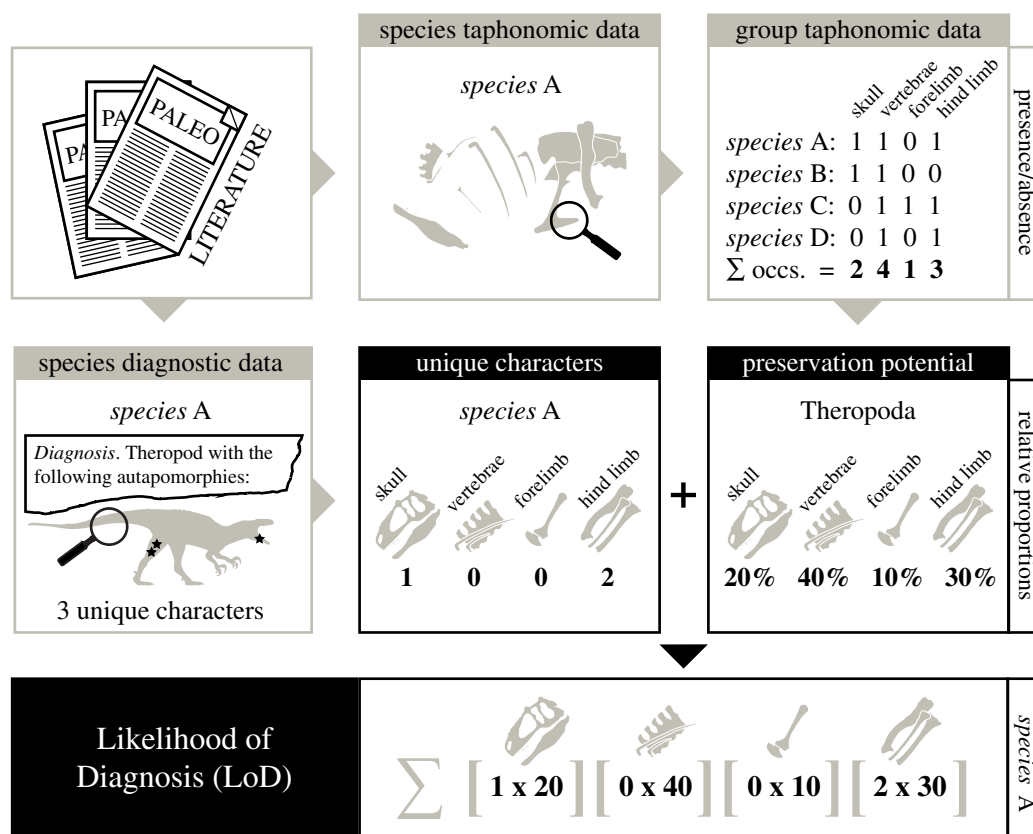 PA
PA
PALEO
LITERATURE
species taphonomic data
species A
group taphonomic data
skull vertebrae forelimb hind limb
species A: 1 1 0 1
species B: 1 1 0 0
species C: 0 1 1 1
species D: 0 1 0 1
∑ occs. = 2 4 1 3
presence/absence
species diagnostic data
species A
Diagnosis. Theropod with the
following autapomorphies:
3 unique characters
unique characters
species A
skull vertebrae forelimb hind limb
1 0 0 2
+
preservation potential
Theropoda
skull vertebrae forelimb hind limb
20% 40% 10% 30%
relative proportions
Likelihood of
Diagnosis (LoD)
∑ [1 x 20] [0 x 40] [0 x 10] [2 x 30]
species A